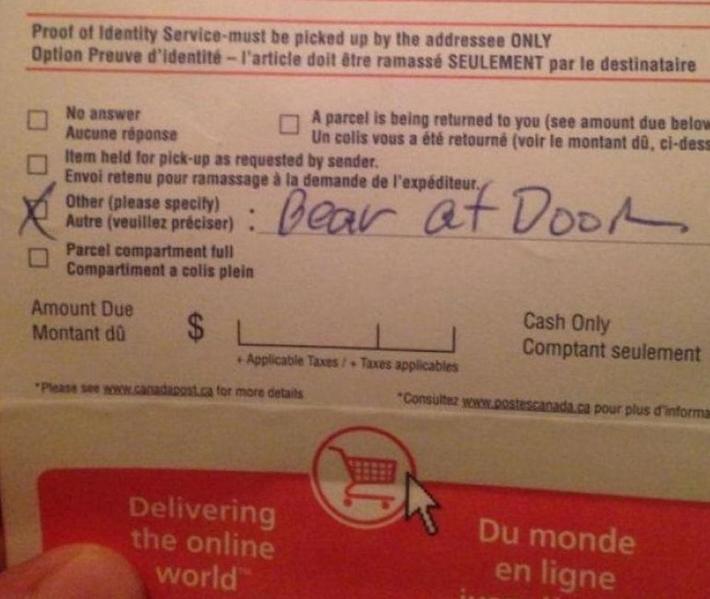 Proof of Identity Service-must be picked up by the addressee ONLY
Option Preuve d'identité – l'article doit être ramassé SEULEMENT par le destinataire
No answer
Aucune réponse
A parcel is being returned to you (see amount due below
Un colis vous a été retourné (voir le montant dû, ci-dess
Item held for pick-up as requested by sender.
Envoi retenu pour ramassage à la demande de l'expéditeur.
Other (please specify)
Autre (veuillez préciser) : Bear at Door
Parcel compartment full
Compartiment a colis plein
Amount Due
Montant dû
$
Cash Only
Comptant seulement
+ Applicable Taxes / + Taxes applicables
*Please see www.canadapost.ca for more details
*Consultez www.postescanada.ca pour plus d'informa
Delivering
the online
world™
Du monde
en ligne